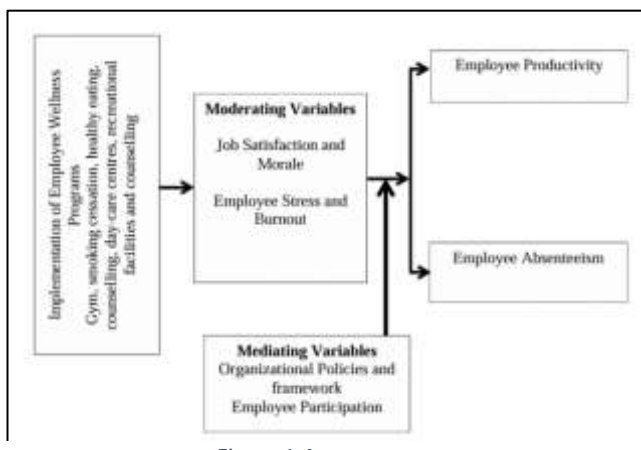 Implementation of Employee Wellness
Programs
Gym, smoking cessation, healthy eating,
counselling, day-care centres, recreational
facilities and counselling
Moderating Variables
Job Satisfaction and
Morale
Employee Stress and
Burnout
Mediating Variables
Organizational Policies and
framework
Employee Participation
Employee Productivity
Employee Absenteeism